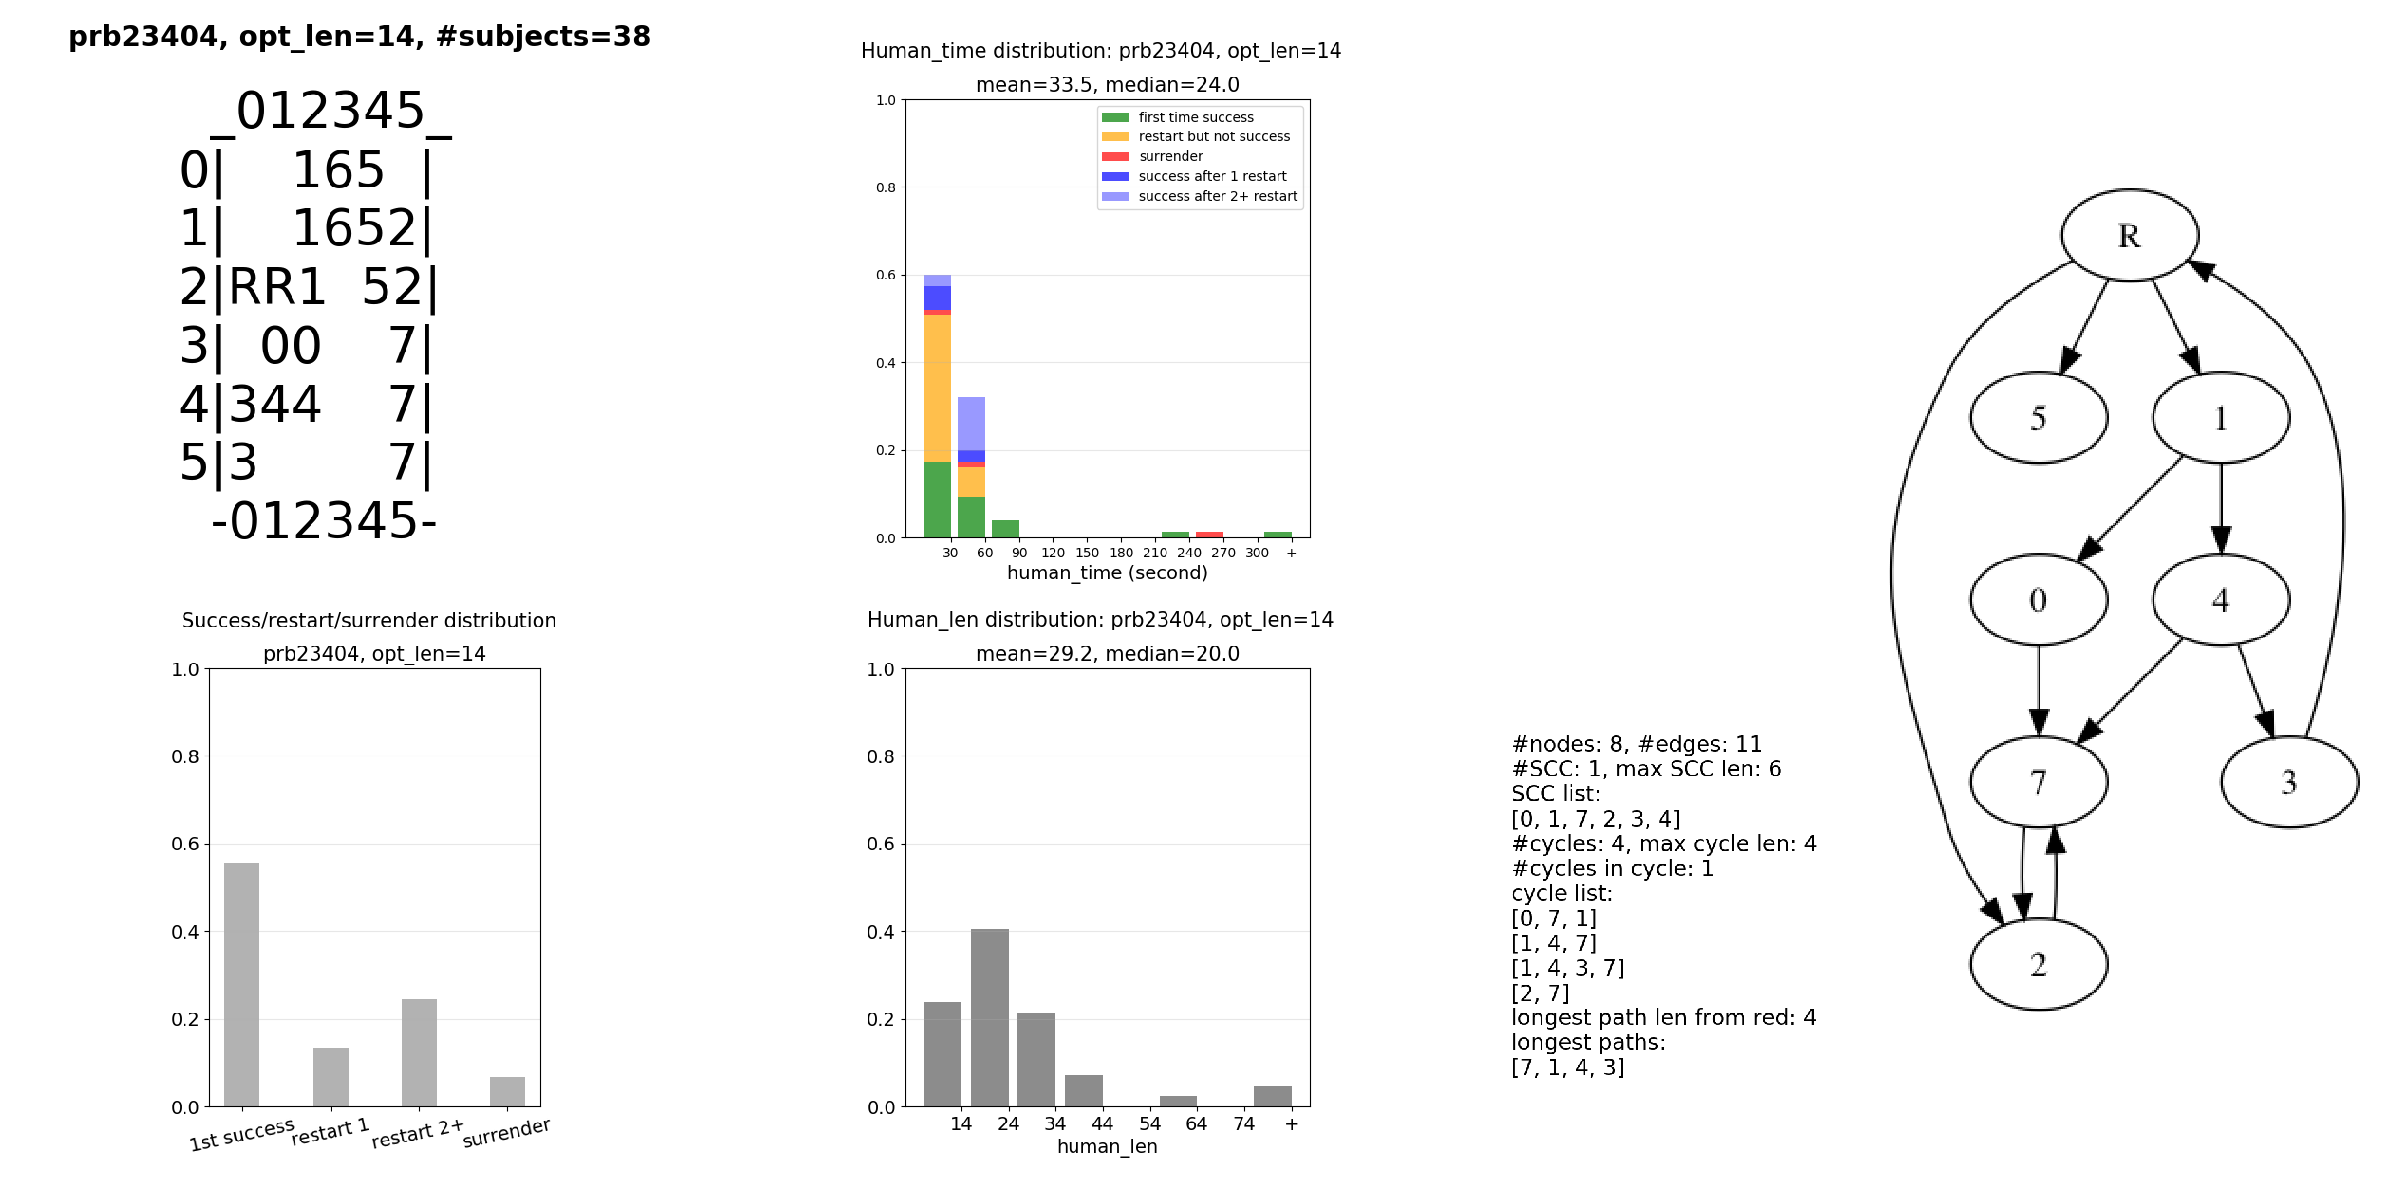 prb23404, opt_len=14, #subjects=38
_012345_
0|  165 |
1|  1652|
2|RR1 52|
3| 00  7|
4|344  7|
5|3    7|
-012345-
Human_time distribution: prb23404, opt_len=14
mean=33.5, median=24.0
first time success
restart but not success
surrender
success after 1 restart
success after 2+ restart
1.0
0.8
0.6
0.4
0.2
0.0
30 60 90 120 150 180 210 240 270 300 +
human_time (second)
Success/restart/surrender distribution
prb23404, opt_len=14
1.0
0.8
0.6
0.4
0.2
0.0
1st success restart 1 restart 2+ surrender
Human_len distribution: prb23404, opt_len=14
mean=29.2, median=20.0
1.0
0.8
0.6
0.4
0.2
0.0
14 24 34 44 54 64 74 +
human_len
#nodes: 8, #edges: 11
#SCC: 1, max SCC len: 6
SCC list:
[0, 1, 7, 2, 3, 4]
#cycles: 4, max cycle len: 4
#cycles in cycle: 1
cycle list:
[0, 7, 1]
[1, 4, 7]
[1, 4, 3, 7]
[2, 7]
longest path len from red: 4
longest paths:
[7, 1, 4, 3]
R
5 1
0 4
7 3
2